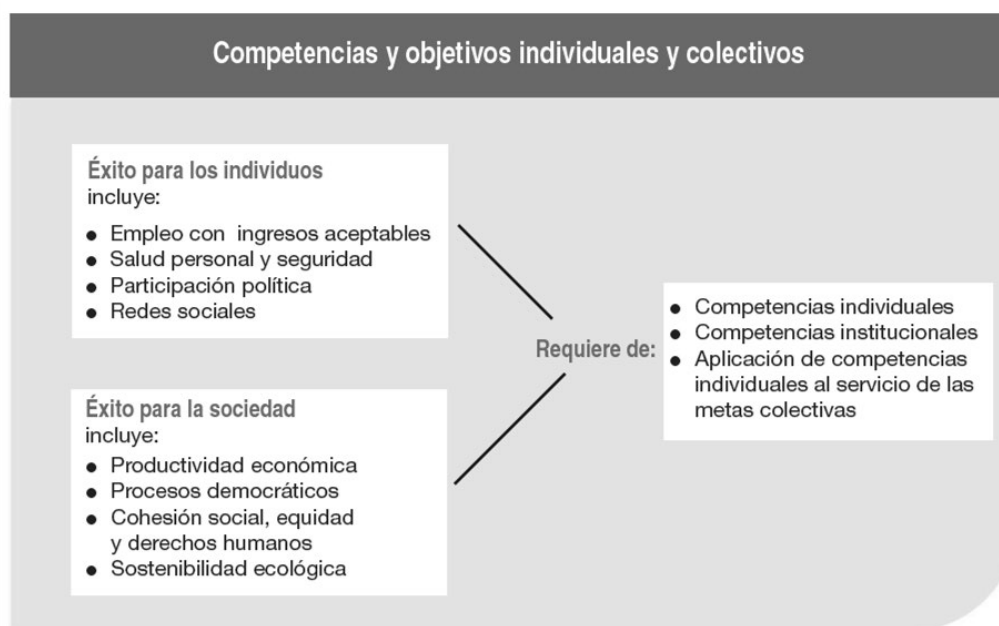 Competencias y objetivos individuales y colectivos
Éxito para los individuos
incluye:
● Empleo con ingresos aceptables
● Salud personal y seguridad
● Participación política
● Redes sociales
Éxito para la sociedad
incluye:
● Productividad económica
● Procesos democráticos
● Cohesión social, equidad
y derechos humanos
● Sostenibilidad ecológica
Requiere de:
● Competencias individuales
● Competencias institucionales
● Aplicación de competencias
individuales al servicio de las
metas colectivas